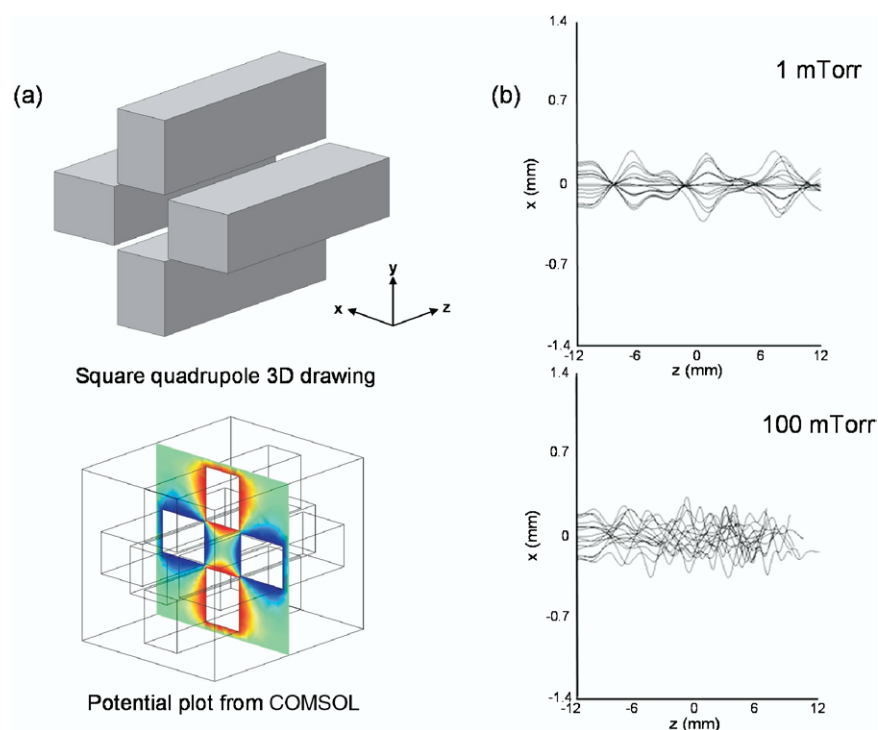 (a)
y
x
z
Square quadrupole 3D drawing
Potential plot from COMSOL
(b)
1.4
1 mTorr
0.7
x (mm)
0
-0.7
-1.4
-12
-6
0
6
12
z (mm)
1.4
100 mTorr
0.7
x (mm)
0
-0.7
-1.4
-12
-6
0
6
12
z (mm)